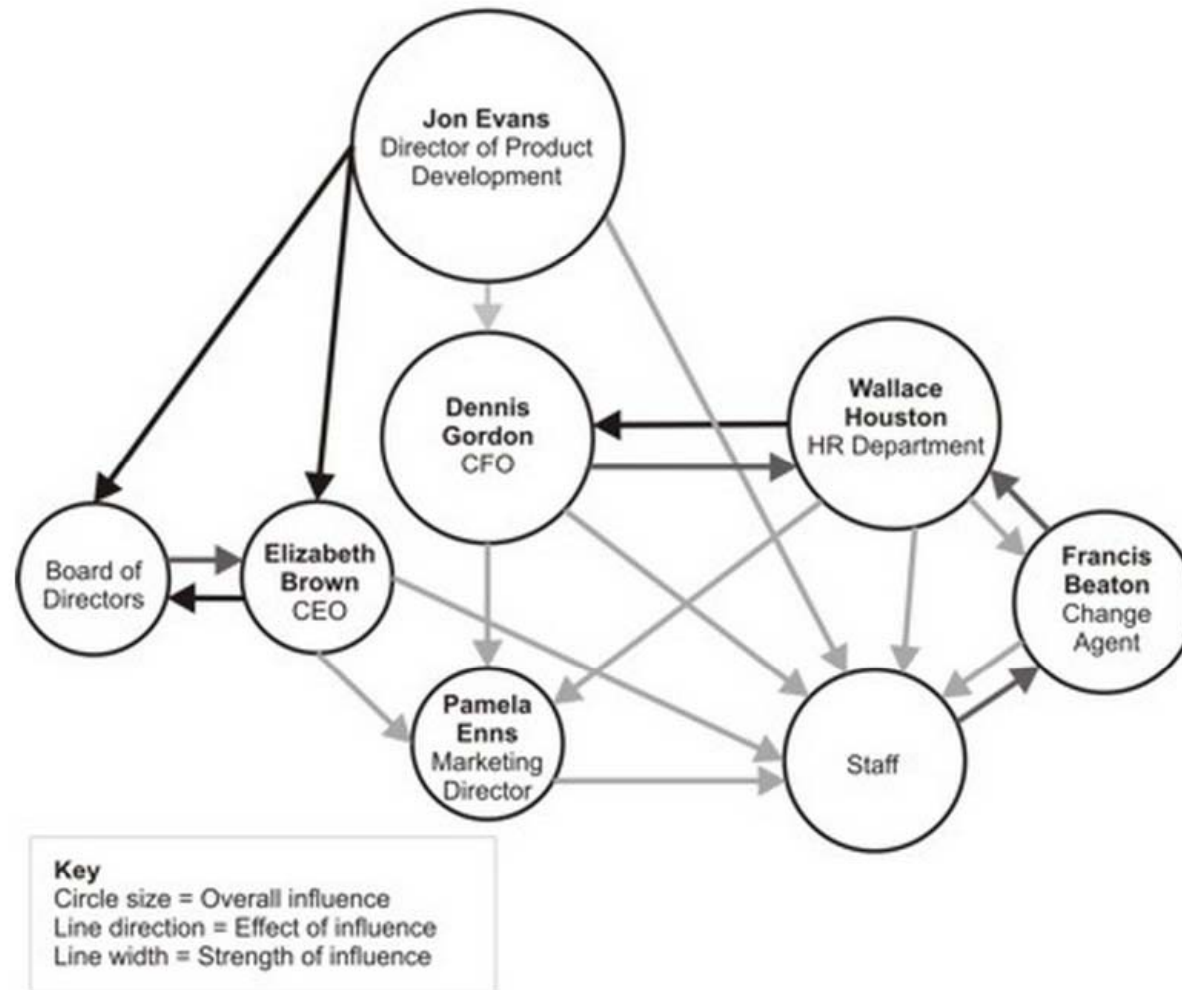 Jon Evans
Director of Product
Development
Dennis
Gordon
CFO
Wallace
Houston
HR Department
Board of
Directors
Elizabeth
Brown
CEO
Francis
Beaton
Change
Agent
Pamela
Enns
Marketing
Director
Staff
Key
Circle size = Overall influence
Line direction = Effect of influence
Line width = Strength of influence